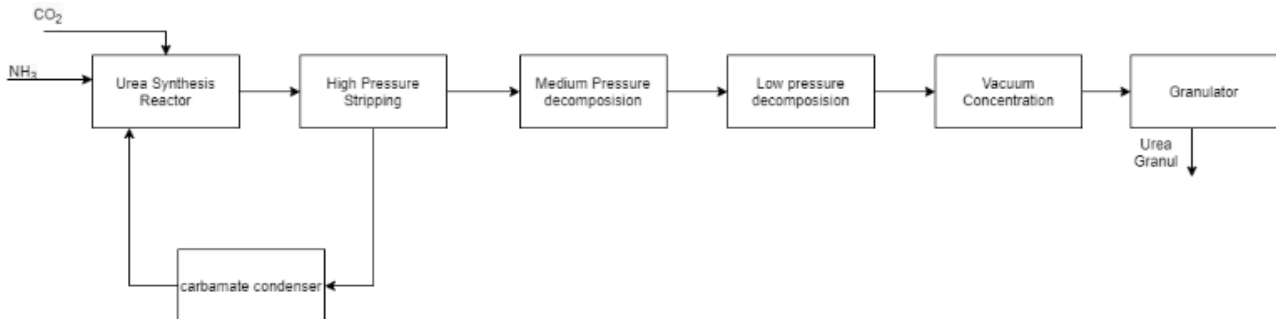 CO₂
NH₃
Urea Synthesis
Reactor
High Pressure
Stripping
Medium Pressure
decomposision
Low pressure
decomposision
Vacuum
Concentration
Granulator
Urea
Granul
carbamate condenser